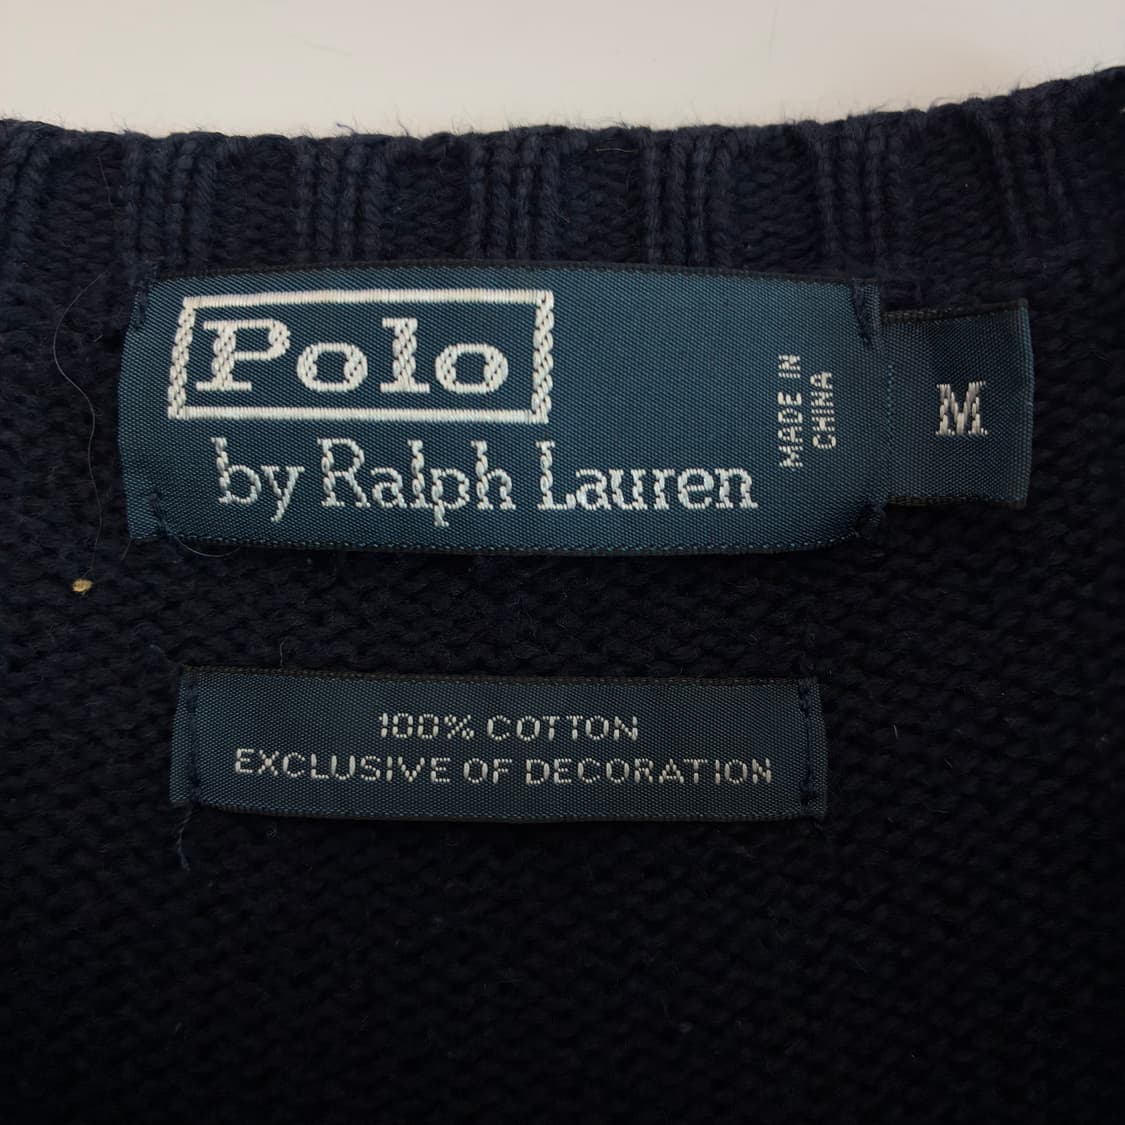 Polo
by Ralph Lauren
MADE IN
CHINA
M
100% COTTON
EXCLUSIVE OF DECORATION